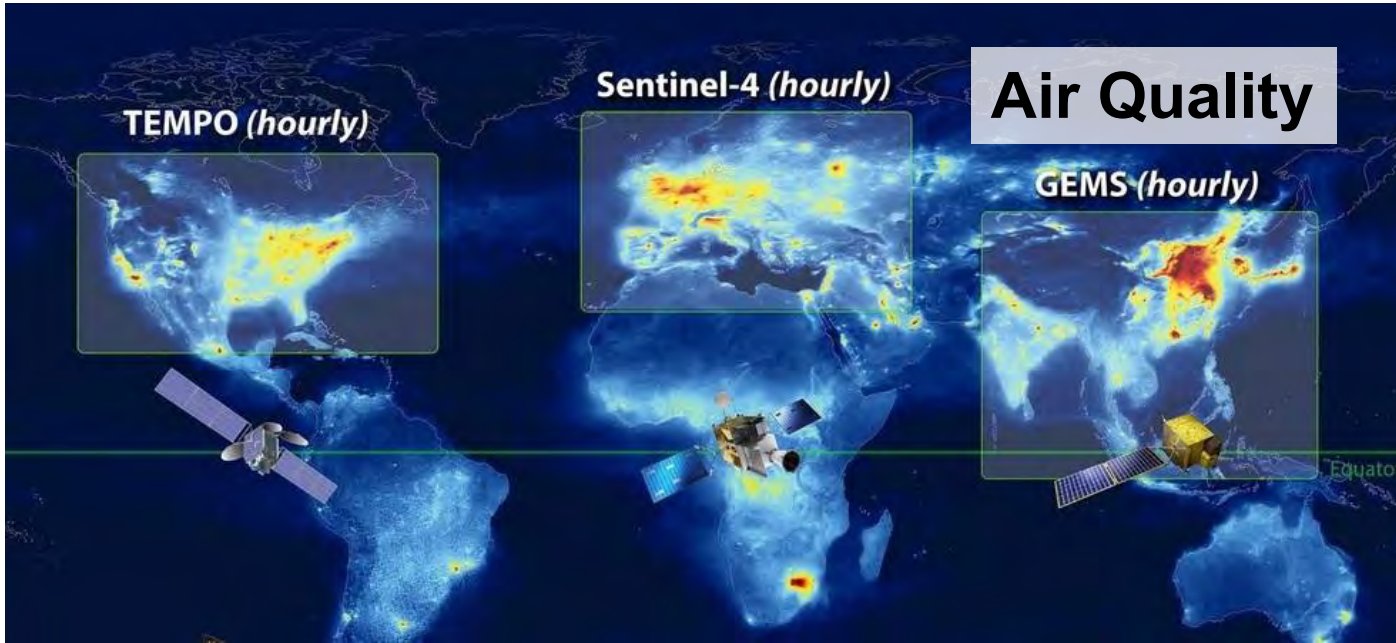 Air Quality
Sentinel-4 (hourly)
TEMPO (hourly)
GEMS (hourly)
Equato